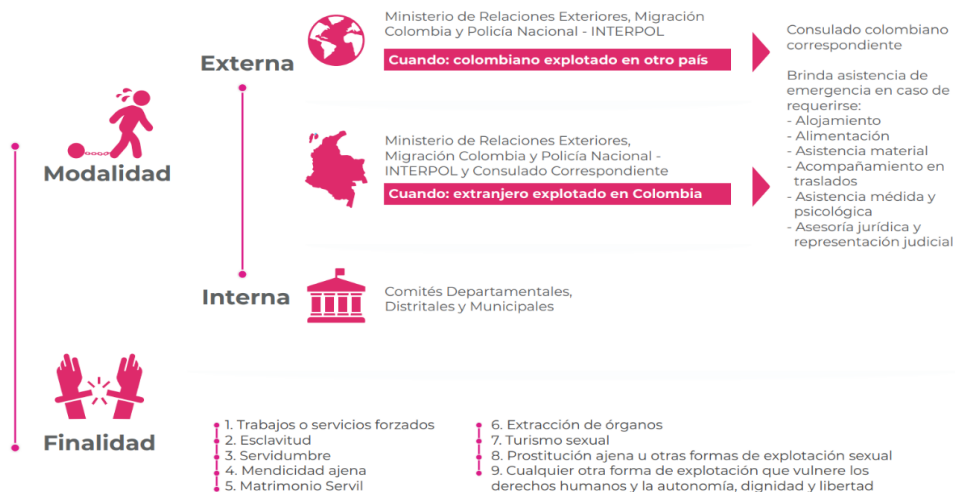 Modalidad
Externa
Ministerio de Relaciones Exteriores, Migración
Colombia y Policía Nacional - INTERPOL
Cuando: colombiano explotado en otro país
Consulado colombiano
correspondiente
Brinda asistencia de
emergencia en caso de
requerirse:
- Alojamiento
- Alimentación
- Asistencia material
- Acompañamiento en
traslados
- Asistencia médida y
psicológica
- Asesoría jurídica y
representación judicial
Ministerio de Relaciones Exteriores,
Migración Colombia y Policía Nacional -
INTERPOL y Consulado Correspondiente
Cuando: extranjero explotado en Colombia
Interna
Comités Departamentales,
Distritales y Municipales
Finalidad
1. Trabajos o servicios forzados
2. Esclavitud
3. Servidumbre
4. Mendicidad ajena
5. Matrimonio Servil
6. Extracción de órganos
7. Turismo sexual
8. Prostitución ajena u otras formas de explotación sexual
9. Cualquier otra forma de explotación que vulnere los
derechos humanos y la autonomía, dignidad y libertad